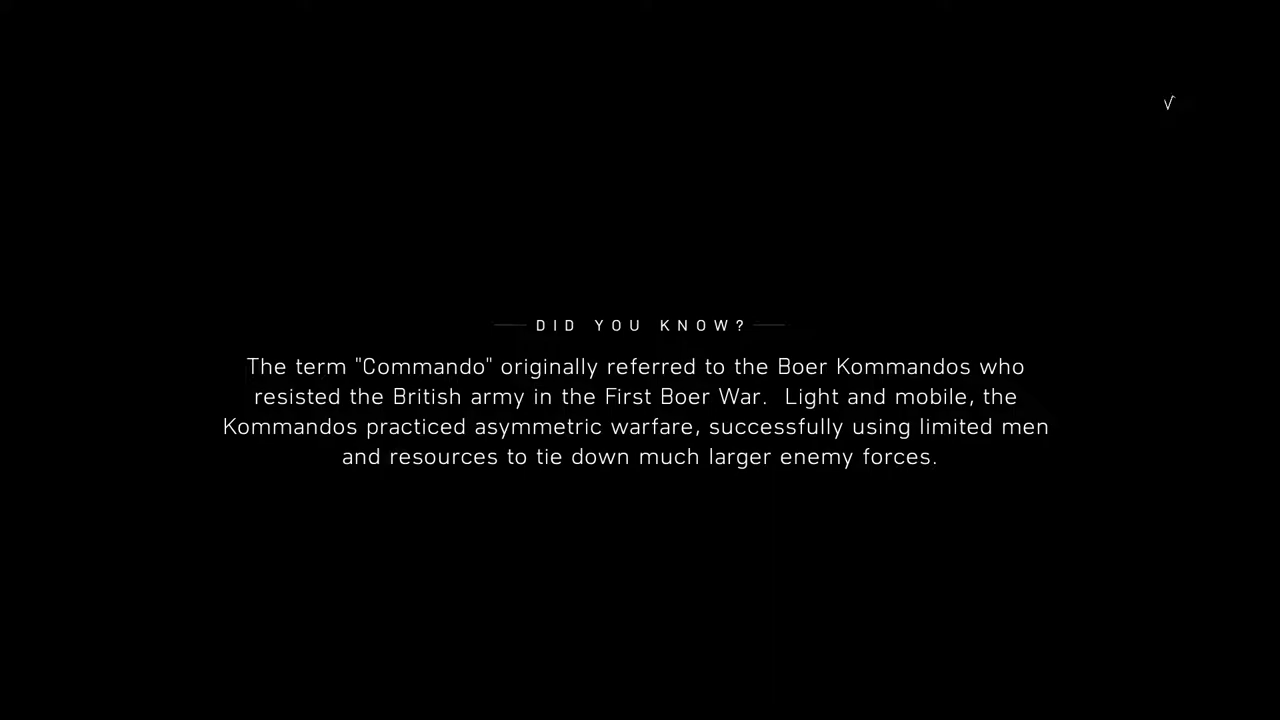 DID YOU KNOW?
The term "Commando" originally referred to the Boer Kommandos who
resisted the British army in the First Boer War.  Light and mobile, the
Kommandos practiced asymmetric warfare, successfully using limited men
and resources to tie down much larger enemy forces.